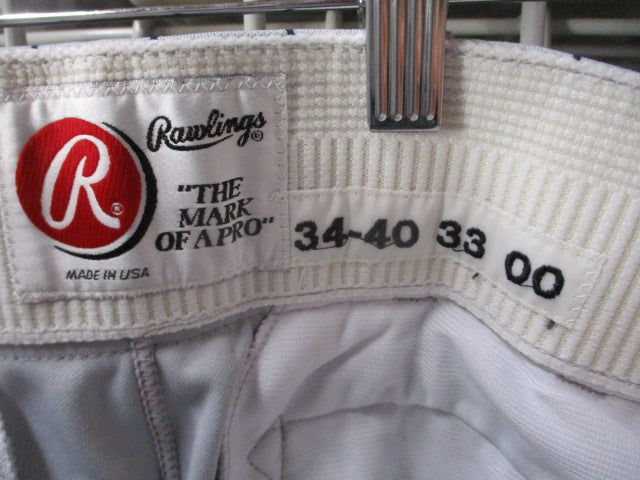 R®
Rawlings®
"THE
MARK
OF A PRO"
MADE IN USA
34-40 33 00